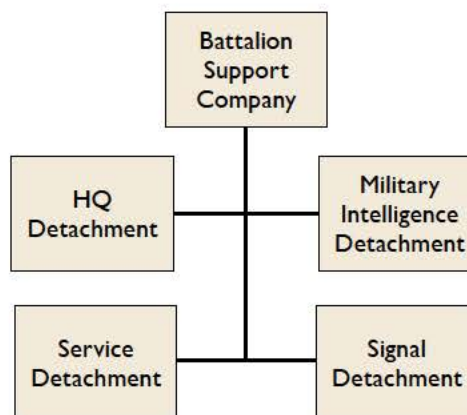 Battalion
Support
Company
HQ
Detachment
Military
Intelligence
Detachment
Service
Detachment
Signal
Detachment